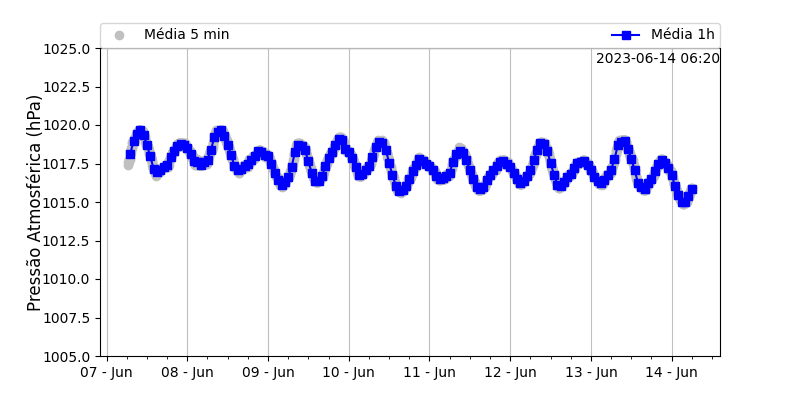 Média 5 min
Média 1h
2023-06-14 06:20
Pressão Atmosférica (hPa)
1025.0
1022.5
1020.0
1017.5
1015.0
1012.5
1010.0
1007.5
1005.0
07 - Jun
08 - Jun
09 - Jun
10 - Jun
11 - Jun
12 - Jun
13 - Jun
14 - Jun